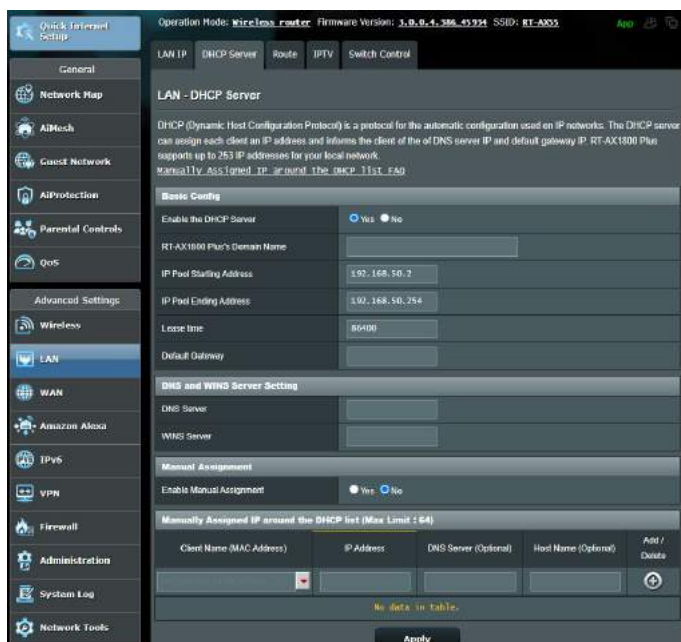 Quick Internet
Setup
Operation Mode: Wireless router Firmware Version: 3.0.0.4.386_45934 SSID: RT-AX55
App
General
Network Map
AiMesh
Guest Network
AiProtection
Parental Controls
QoS
Advanced Settings
Wireless
LAN
WAN
Amazon Alexa
IPv6
VPN
Firewall
Administration
System Log
Network Tools
LAN IP DHCP Server Route IPTV Switch Control
LAN - DHCP Server
DHCP (Dynamic Host Configuration Protocol) is a protocol for the automatic configuration used on IP networks. The DHCP server
can assign each client an IP address and informs the client of the of DNS server IP and default gateway IP. RT-AX1800 Plus
supports up to 253 IP addresses for your local network.
Manually Assigned IP around the DHCP list FAQ
Basic Config
Enable the DHCP Server Yes No
RT-AX1800 Plus's Domain Name
IP Pool Starting Address 192.168.50.2
IP Pool Ending Address 192.168.50.254
Lease time 86400
Default Gateway
DNS and WINS Server Setting
DNS Server
WINS Server
Manual Assignment
Enable Manual Assignment Yes No
Manually Assigned IP around the DHCP list (Max Limit : 64)
Client Name (MAC Address) IP Address DNS Server (Optional) Host Name (Optional) Add /
Delete
No data in table.
Apply